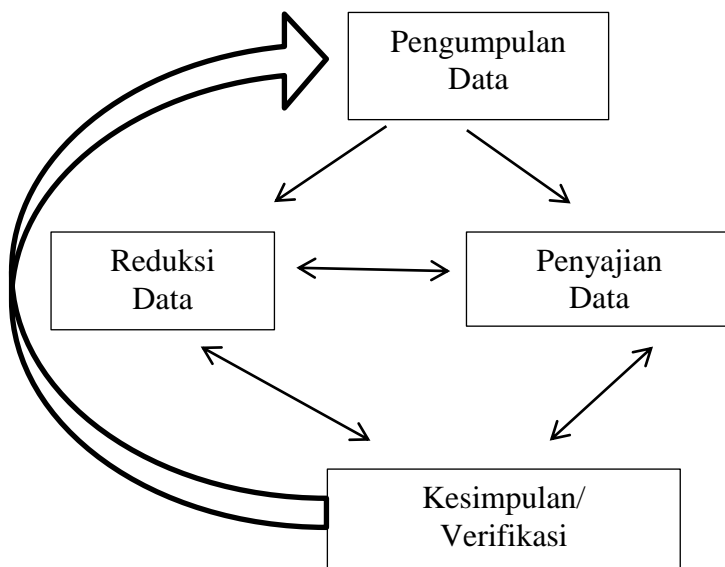 Pengumpulan
Data
Reduksi
Data
Penyajian
Data
Kesimpulan/
Verifikasi